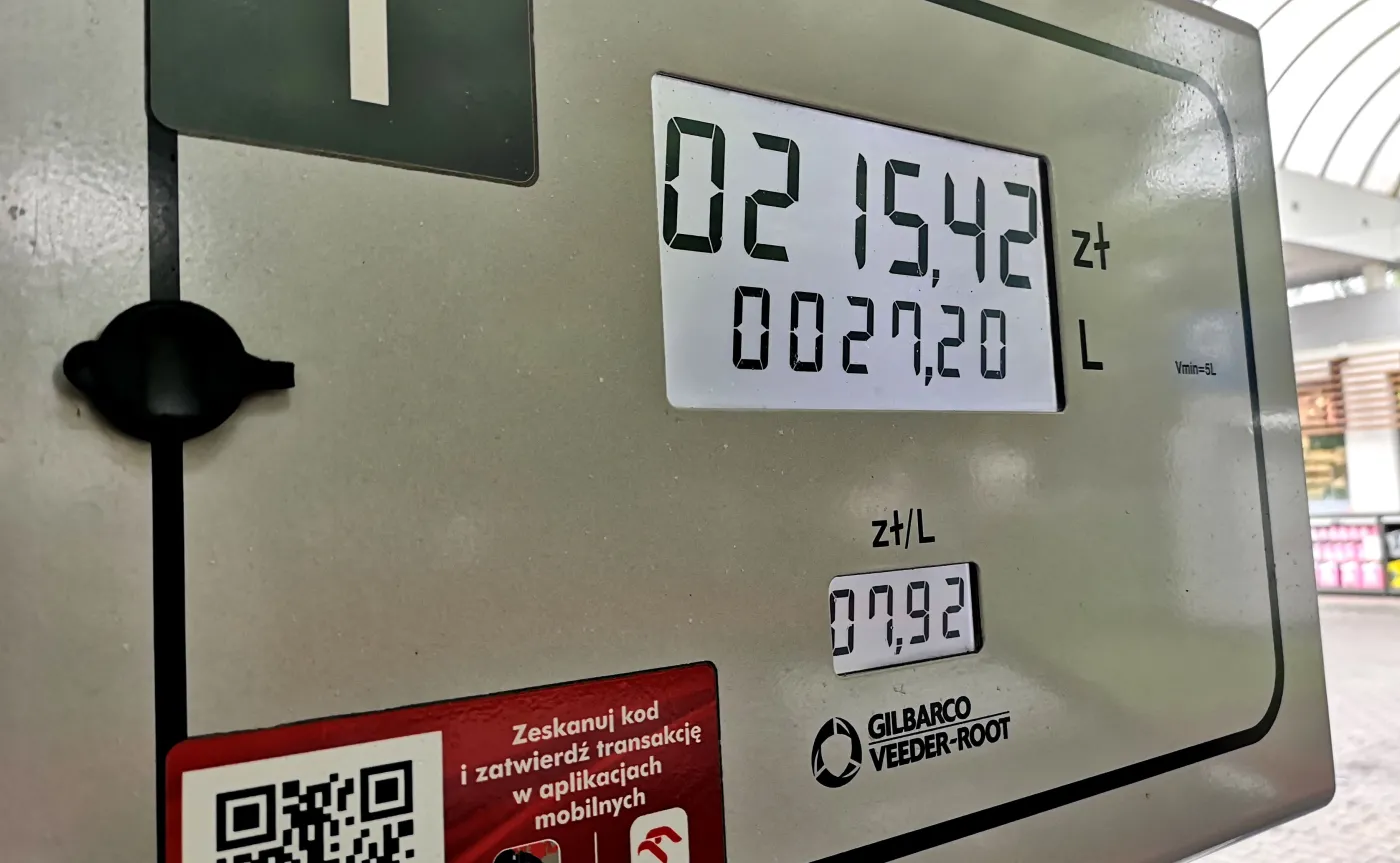 1
0215,42 zł
0027,20 L
Vmin=5L
zł/L
07,92
GILBARCO
VEEDER-ROOT
Zeskanuj kod
i zatwierdź transakcję
w aplikacjach
mobilnych